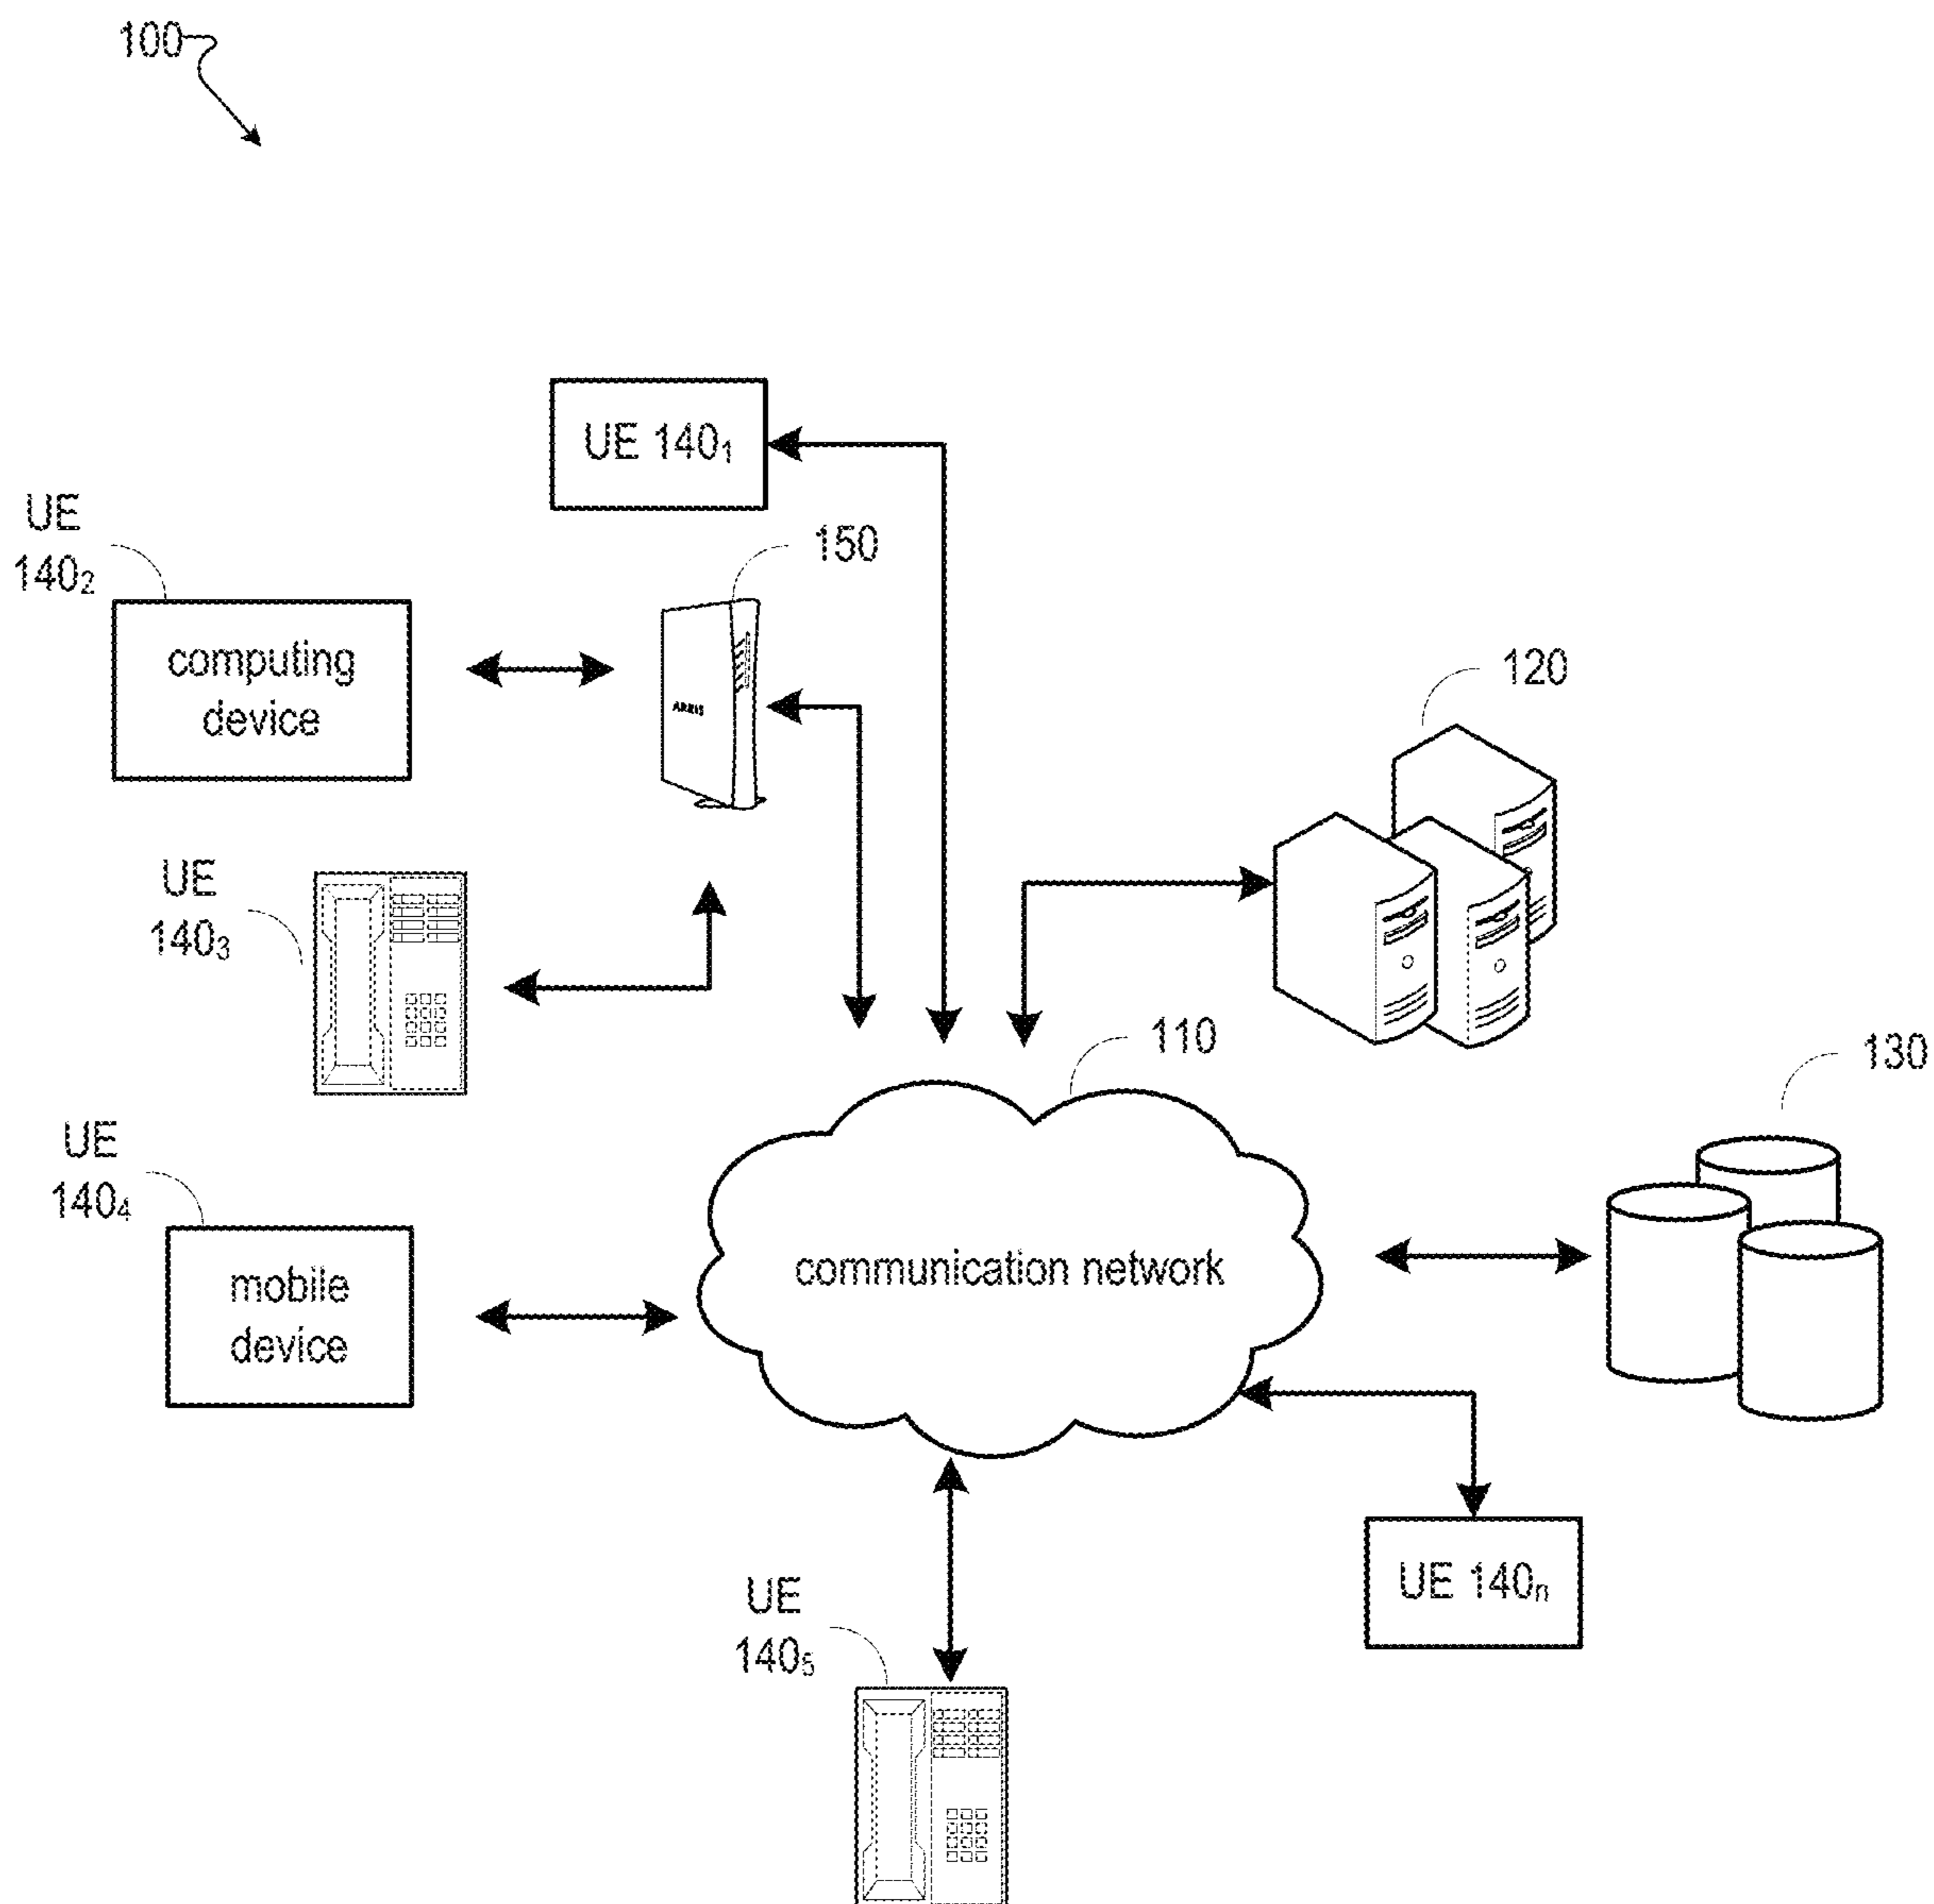 100
UE 140₁
UE
140₂
150
computing
device
ARRIS
120
UE
140₃
110
130
UE
140₄
communication network
mobile
device
UE
140₅
UE 140ₙ